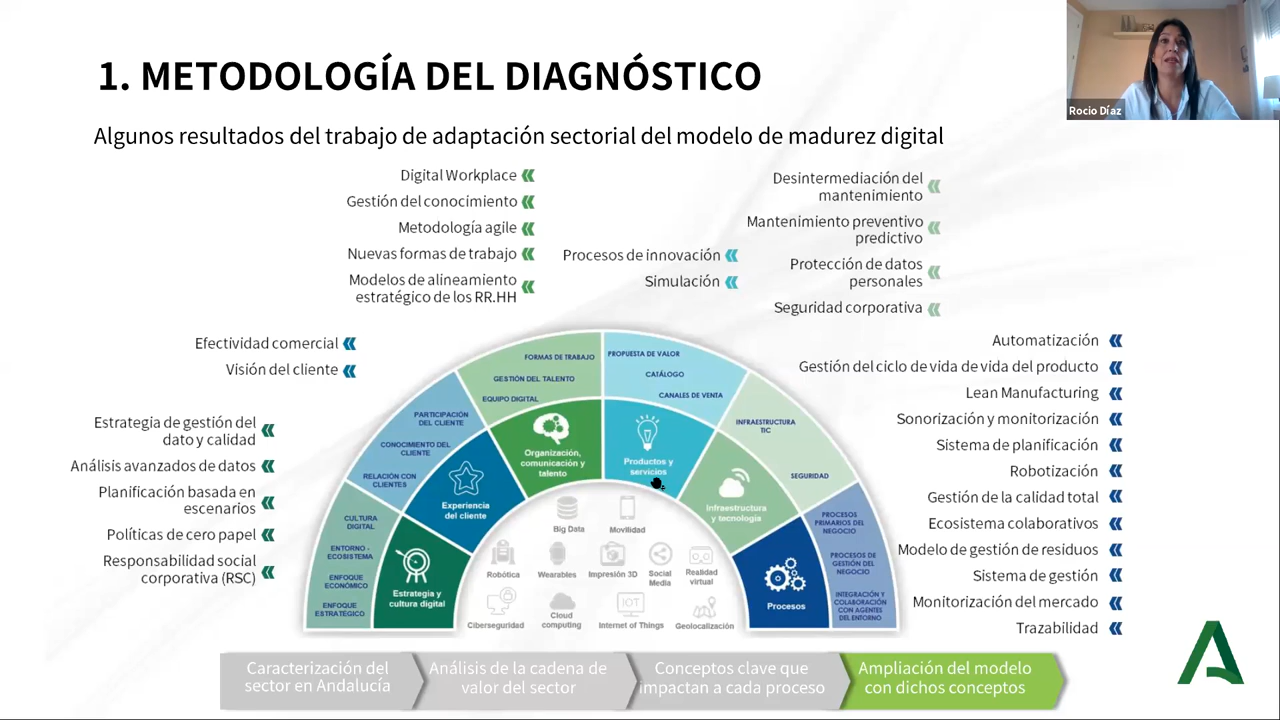 1. METODOLOGÍA DEL DIAGNÓSTICO
Rocio Díaz
Algunos resultados del trabajo de adaptación sectorial del modelo de madurez digital
Digital Workplace
Gestión del conocimiento
Metodología agile
Nuevas formas de trabajo
Modelos de alineamiento
estratégico de los RR.HH
Procesos de innovación
Simulación
Desintermediación del
mantenimiento
Mantenimiento preventivo
predictivo
Protección de datos
personales
Seguridad corporativa
Efectividad comercial
Visión del cliente
Estrategia de gestión del
dato y calidad
Análisis avanzados de datos
Planificación basada en
escenarios
Políticas de cero papel
Responsabilidad social
corporativa (RSC)
Automatización
Gestión del ciclo de vida de vida del producto
Lean Manufacturing
Sonorización y monitorización
Sistema de planificación
Robotización
Gestión de la calidad total
Ecosistema colaborativos
Modelo de gestión de residuos
Sistema de gestión
Monitorización del mercado
Trazabilidad
CULTURA
DIGITAL
ENTORNO -
ECOSISTEMA
ENFOQUE
ECONÓMICO
ENFOQUE
ESTRATÉGICO
Estrategia y
cultura digital
PARTICIPACIÓN
DEL CLIENTE
CONOCIMIENTO DEL
CLIENTE
RELACIÓN CON
CLIENTES
Experiencia
del cliente
FORMAS DE TRABAJO
GESTIÓN DEL TALENTO
EQUIPO DIGITAL
Organización,
comunicación y
talento
PROPUESTA DE VALOR
CATÁLOGO
CANALES DE VENTA
Productos y
servicios
INFRAESTRUCTURA
TIC
SEGURIDAD
Infraestructura
y tecnología
PROCESOS
PRIMARIOS DEL
NEGOCIO
PROCESOS DE
GESTIÓN DEL
NEGOCIO
INTEGRACIÓN Y
COLABORACIÓN
CON AGENTES
DEL ENTORNO
Procesos
Big Data
Movilidad
Robótica
Wearables
Impresión 3D
Social
Media
Realidad
virtual
Ciberseguridad
Cloud
computing
IOT
Internet of Things
Geolocalización
Caracterización del
sector en Andalucía
Análisis de la cadena de
valor del sector
Conceptos clave que
impactan a cada proceso
Ampliación del modelo
con dichos conceptos